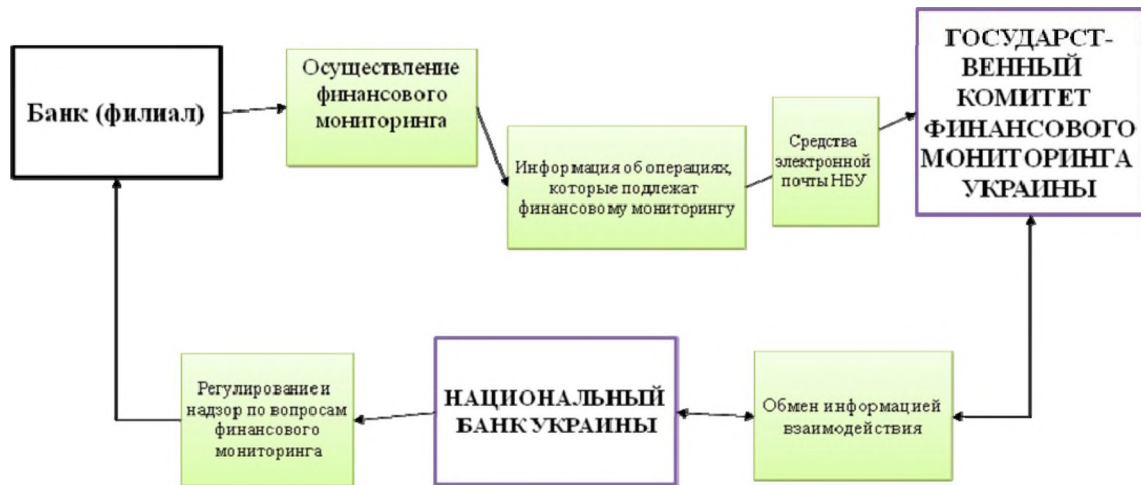 Банк (филиал)
Осуществление
финансового
мониторинга
Информация об операциях,
которые подлежат
финансовому мониторингу
Средства
электронной
почты НБУ
ГОСУДАРСТ-
ВЕННЫЙ
КОМИТЕТ
ФИНАНСОВОГО
МОНИТОРИНГА
УКРАИНЫ
Регулирование и
надзор по вопросам
финансового
мониторинга
НАЦИОНАЛЬНЫЙ
БАНК УКРАИНЫ
Обмен информацией
взаимодействия